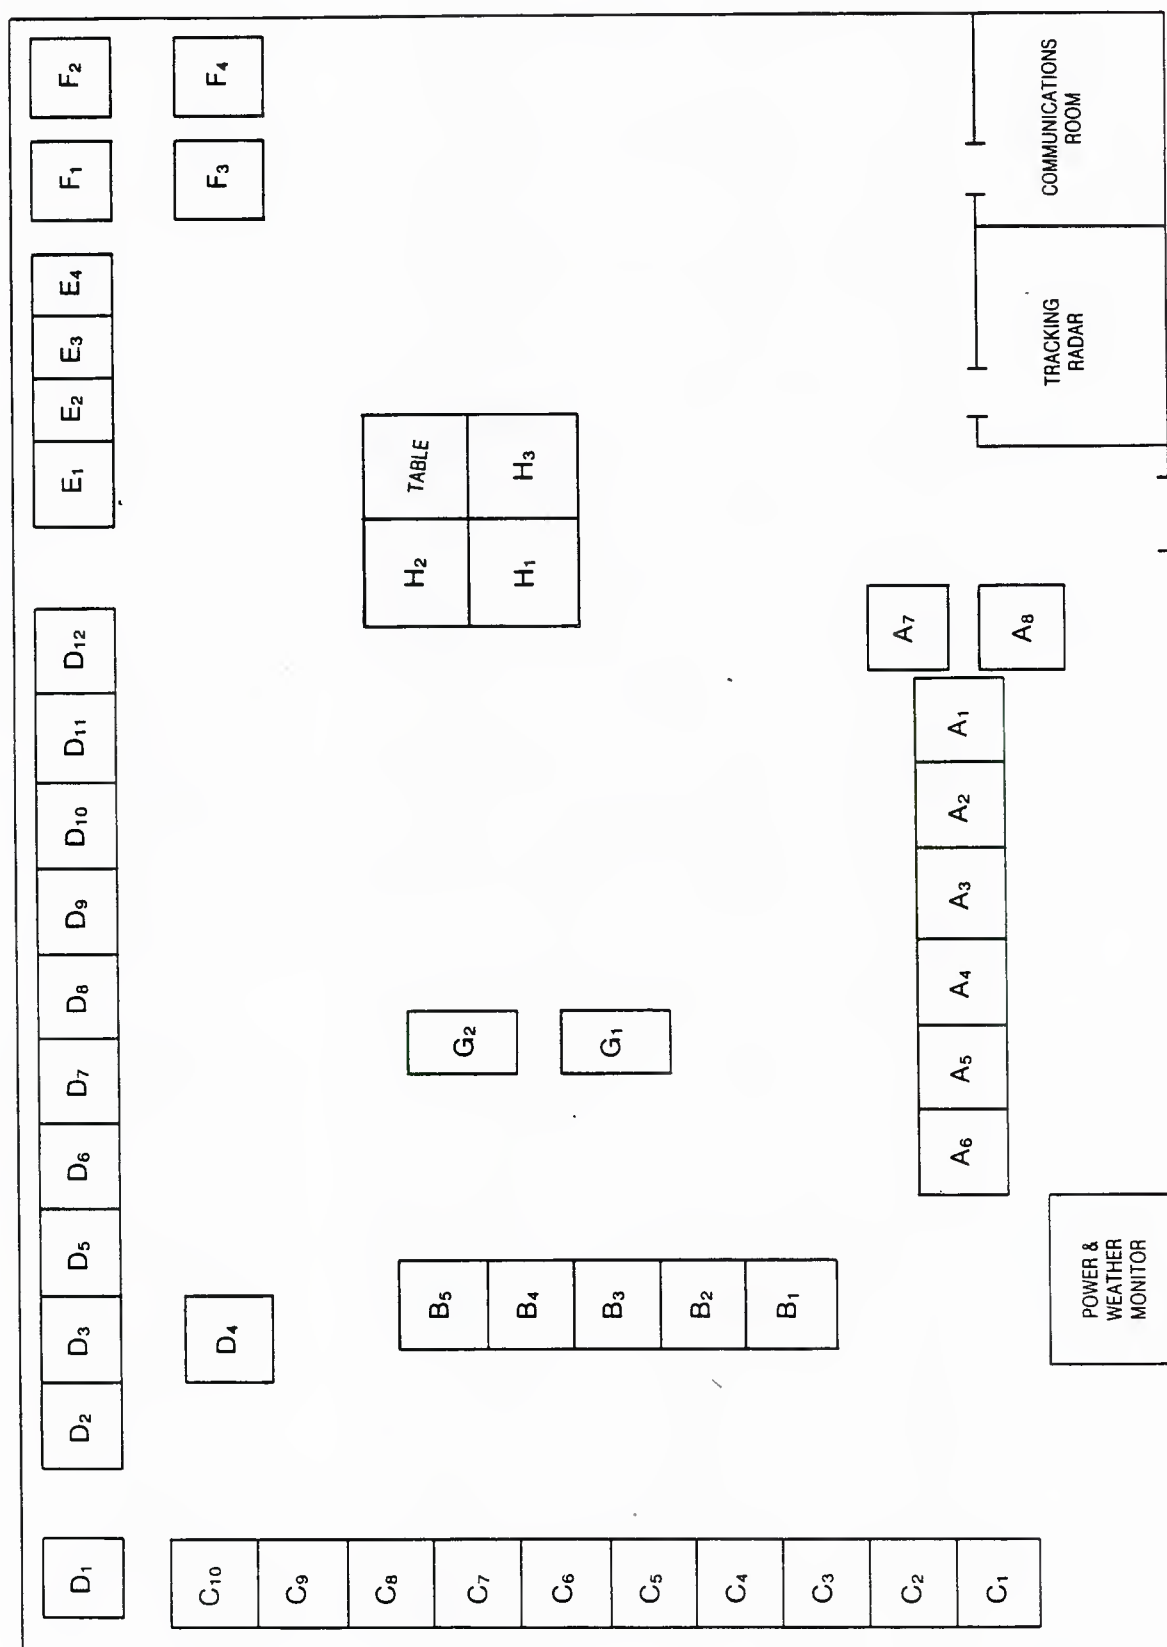 D₁
D₂
D₃
D₅
D₆
D₇
D₈
D₉
D₁₀
D₁₁
D₁₂
E₁
E₂
E₃
E₄
F₁
F₂
D₄
F₃
F₄
C₁₀
C₉
C₈
C₇
C₆
C₅
C₄
C₃
C₂
C₁
B₅
B₄
B₃
B₂
B₁
G₂
G₁
H₂
TABLE
H₁
H₃
A₇
A₈
A₆
A₅
A₄
A₃
A₂
A₁
POWER &
WEATHER
MONITOR
TRACKING
RADAR
COMMUNICATIONS
ROOM